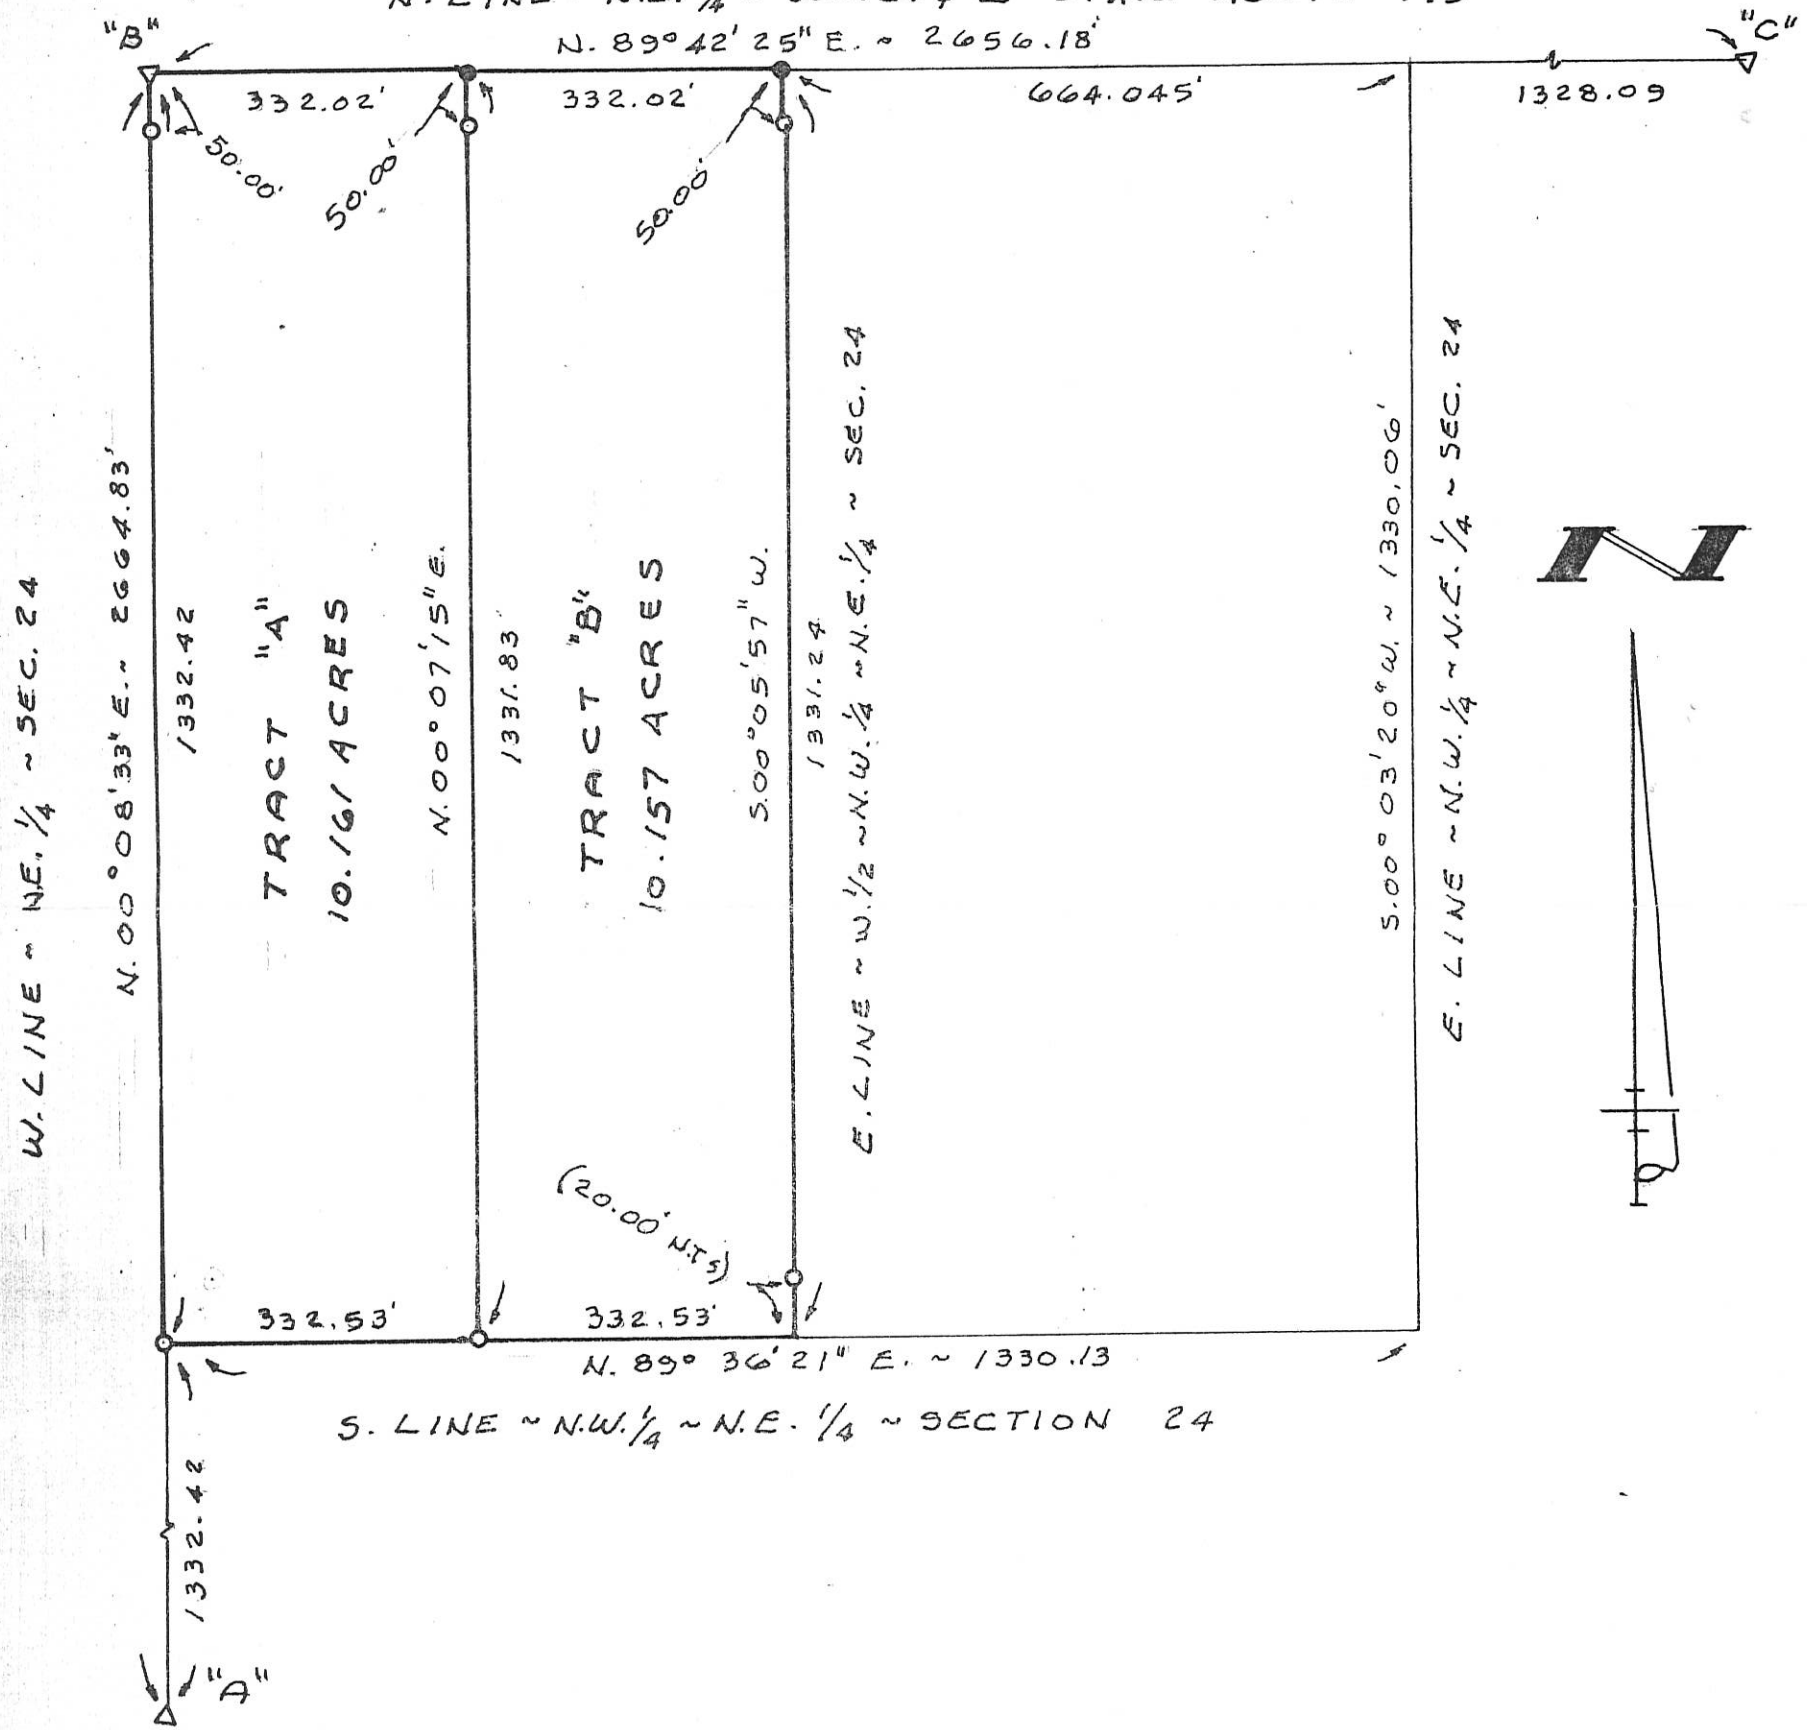 "B"
"C"
N. 89° 42' 25" E. ~ 2656.18'
332.02'
332.02'
664.045'
1328.09
50.00'
50.00'
50.00'
W. LINE ~ N.E. 1/4 ~ SEC. 24
N. 00° 08' 33" E. ~ 2664.83'
1332.42
TRACT "A"
10.161 ACRES
N. 00° 07' 15" E.
1331.83
TRACT "B"
10.157 ACRES
S. 00° 05' 57" W.
1331.24
E. LINE ~ W. 1/2 ~ N.W. 1/4 ~ N.E. 1/4 ~ SEC. 24
S. 00° 03' 20" W. ~ 1330.06'
E. LINE ~ N.W. 1/4 ~ N.E. 1/4 ~ SEC. 24
N
(20.00' N.T.S)
332.53'
332.53'
N. 89° 36' 21" E. ~ 1330.13
S. LINE ~ N.W. 1/4 ~ N.E. 1/4 ~ SECTION 24
1332.42
"A"